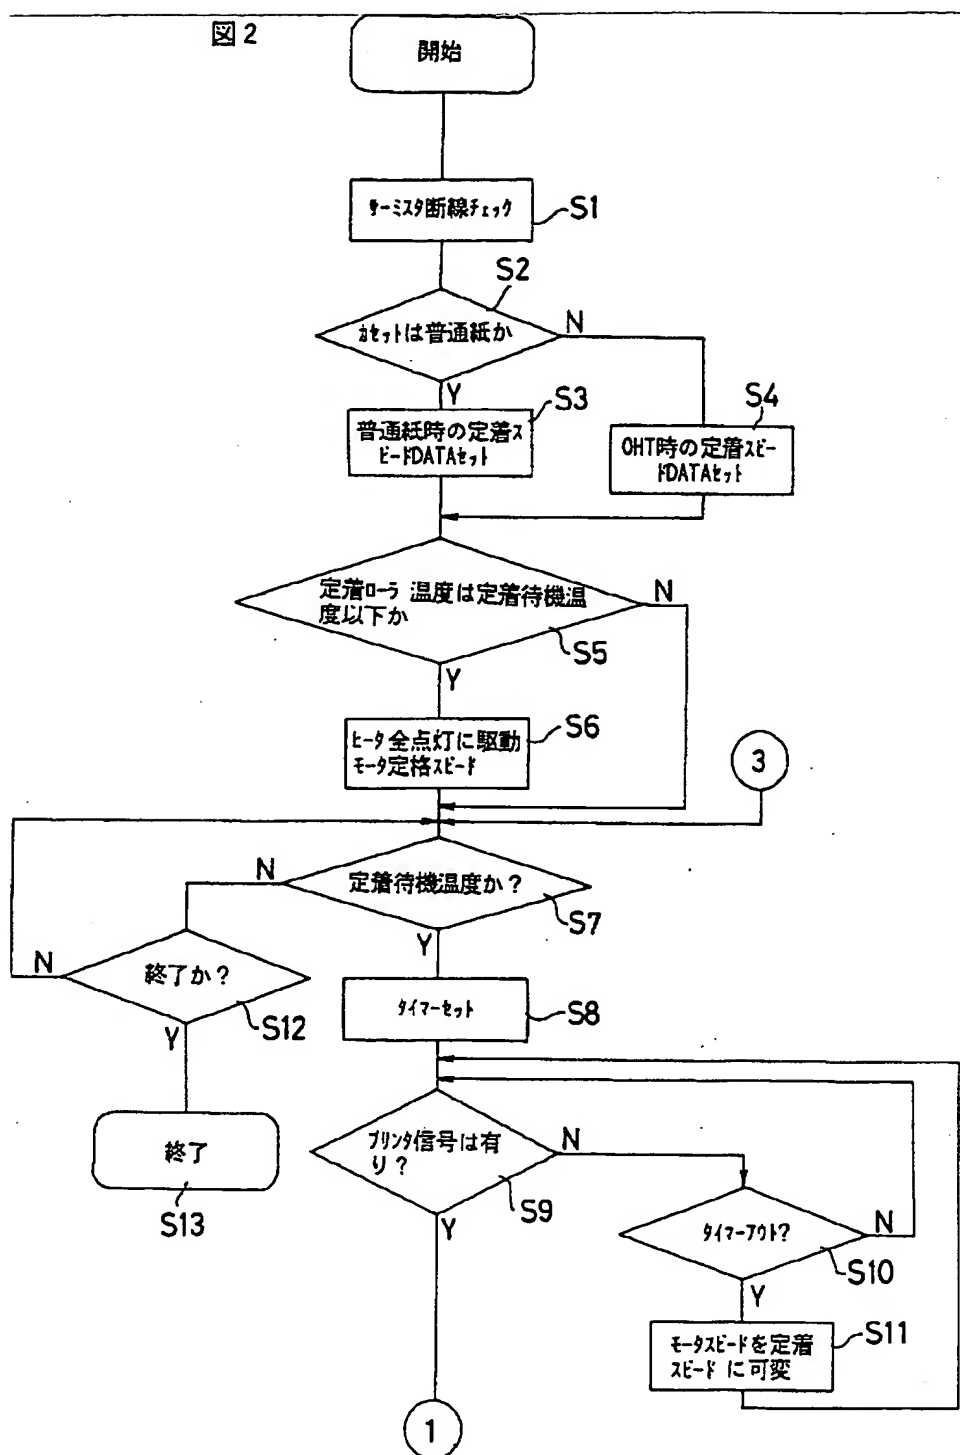 図2
開始
サーミスタ断線チェック
S1
S2
カセットは普通紙か
N
Y
S3
普通紙時の定着ス
ピードDATAセット
S4
OHT時の定着スピー
ドDATAセット
定着ローラ 温度は定着待機温
度以下か
N
S5
Y
ヒータ全点灯に駆動
モータ定格スピード
S6
3
定着待機温度か?
N
S7
Y
終了か?
N
S12
Y
タイマーセット
S8
終了
S13
プリンタ信号は有
り?
N
S9
Y
タイマーアウト?
N
S10
Y
モータスピードを定着
スピード に可変
S11
1